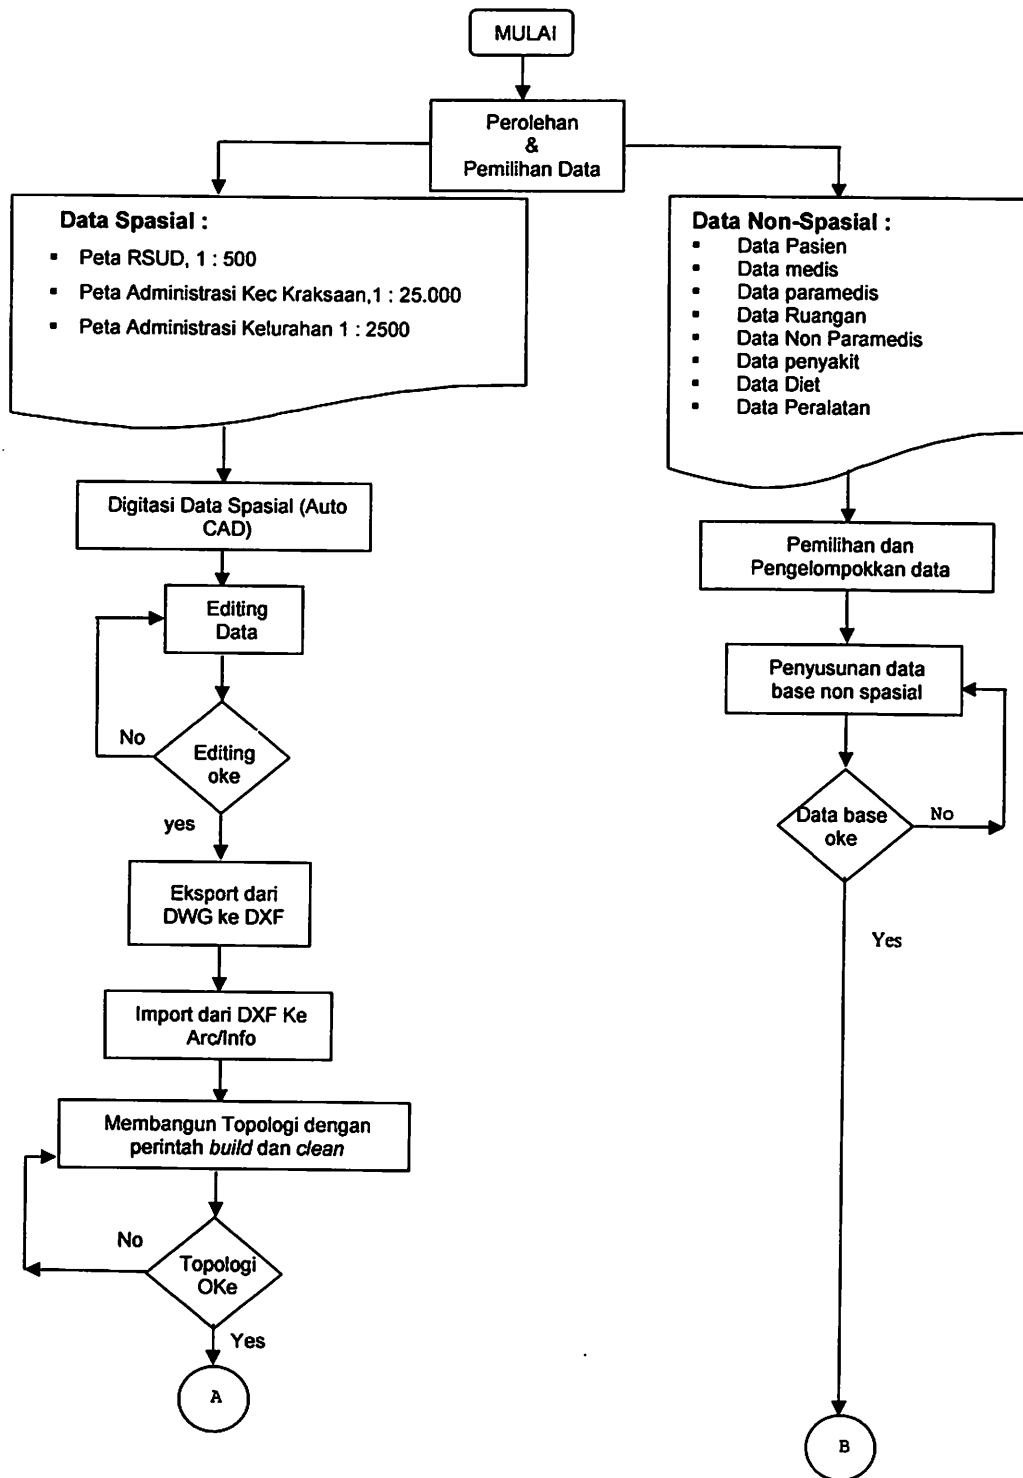 MULAI
Perolehan
&
Pemilihan Data
Data Spasial :
▪ Peta RSUD, 1 : 500
▪ Peta Administrasi Kec Kraksaan,1 : 25.000
▪ Peta Administrasi Kelurahan 1 : 2500
Digitasi Data Spasial (Auto
CAD)
Editing
Data
No
Editing
oke
yes
Eksport dari
DWG ke DXF
Import dari DXF Ke
Arc/Info
Membangun Topologi dengan
perintah build dan clean
No
Topologi
OKe
Yes
A
Data Non-Spasial :
▪ Data Pasien
▪ Data medis
▪ Data paramedis
▪ Data Ruangan
▪ Data Non Paramedis
▪ Data penyakit
▪ Data Diet
▪ Data Peralatan
Pemilihan dan
Pengelompokkan data
Penyusunan data
base non spasial
Data base
oke
No
Yes
B